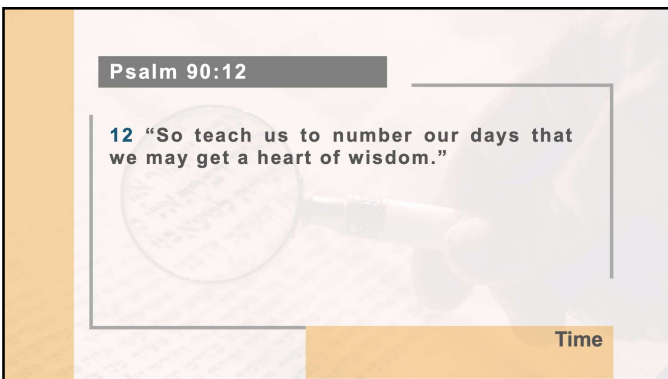 Psalm 90:12
12 “So teach us to number our days that
we may get a heart of wisdom.”
Time